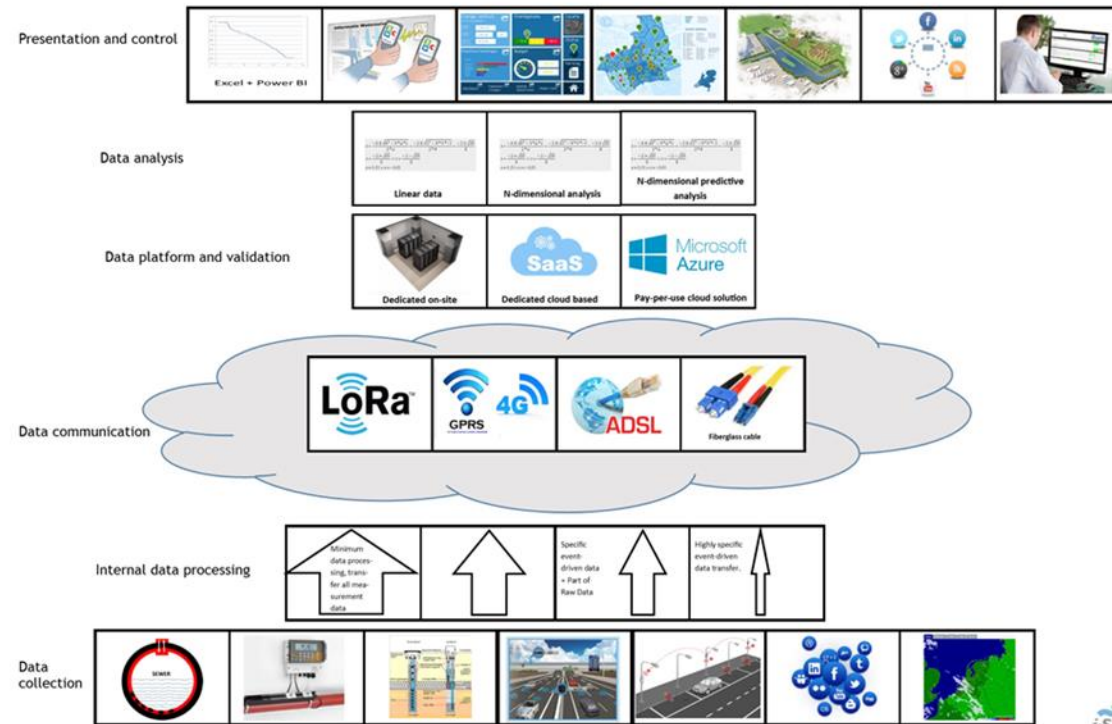 Presentation and control
Excel + Power BI
Data analysis
Linear data
N-dimensional analysis
N-dimensional predictive
analysis
Data platform and validation
SaaS
Microsoft
Azure
Dedicated on-site
Dedicated cloud based
Pay-per-use cloud solution
Data communication
LoRa™
GPRS
4G
ADSL
Fiberglass cable
Internal data processing
Minimum
data proces-
sing, trans-
fer all mea-
surement
data
Specific
event-
driven data
+ Part of
Raw Data
Highly specific
event-driven
data transfer.
Data
collection
SEWER